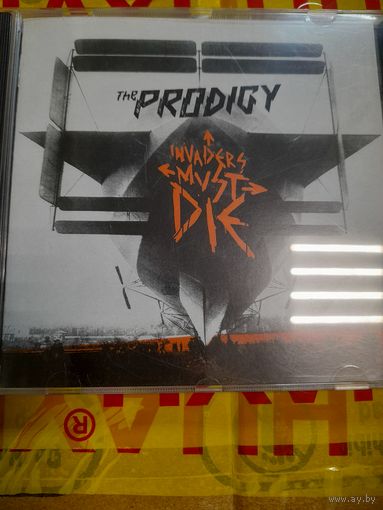 THE PRODIGY
INVADERS
MUST
DIE
®
www.ay.by